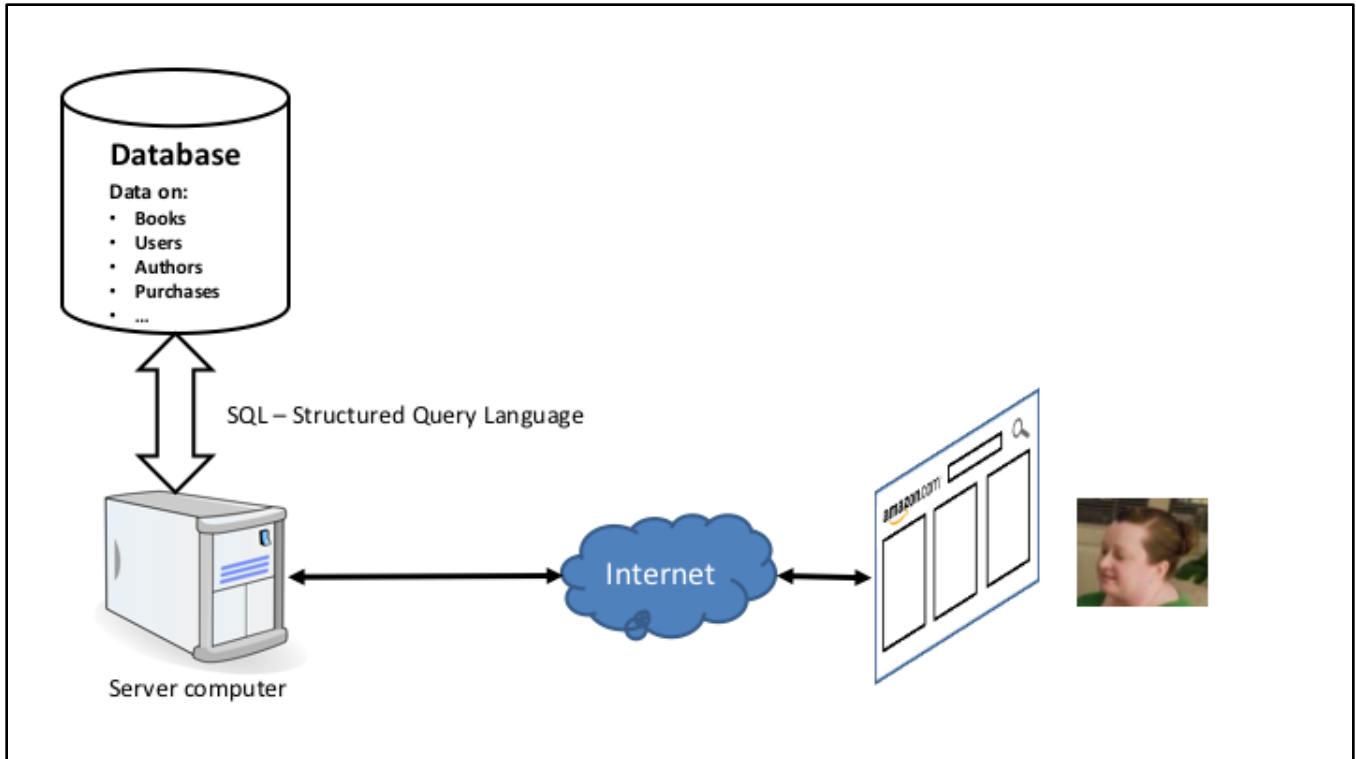 Database
Data on:
• Books
• Users
• Authors
• Purchases
• ...
SQL – Structured Query Language
amazon.com
Internet
Server computer